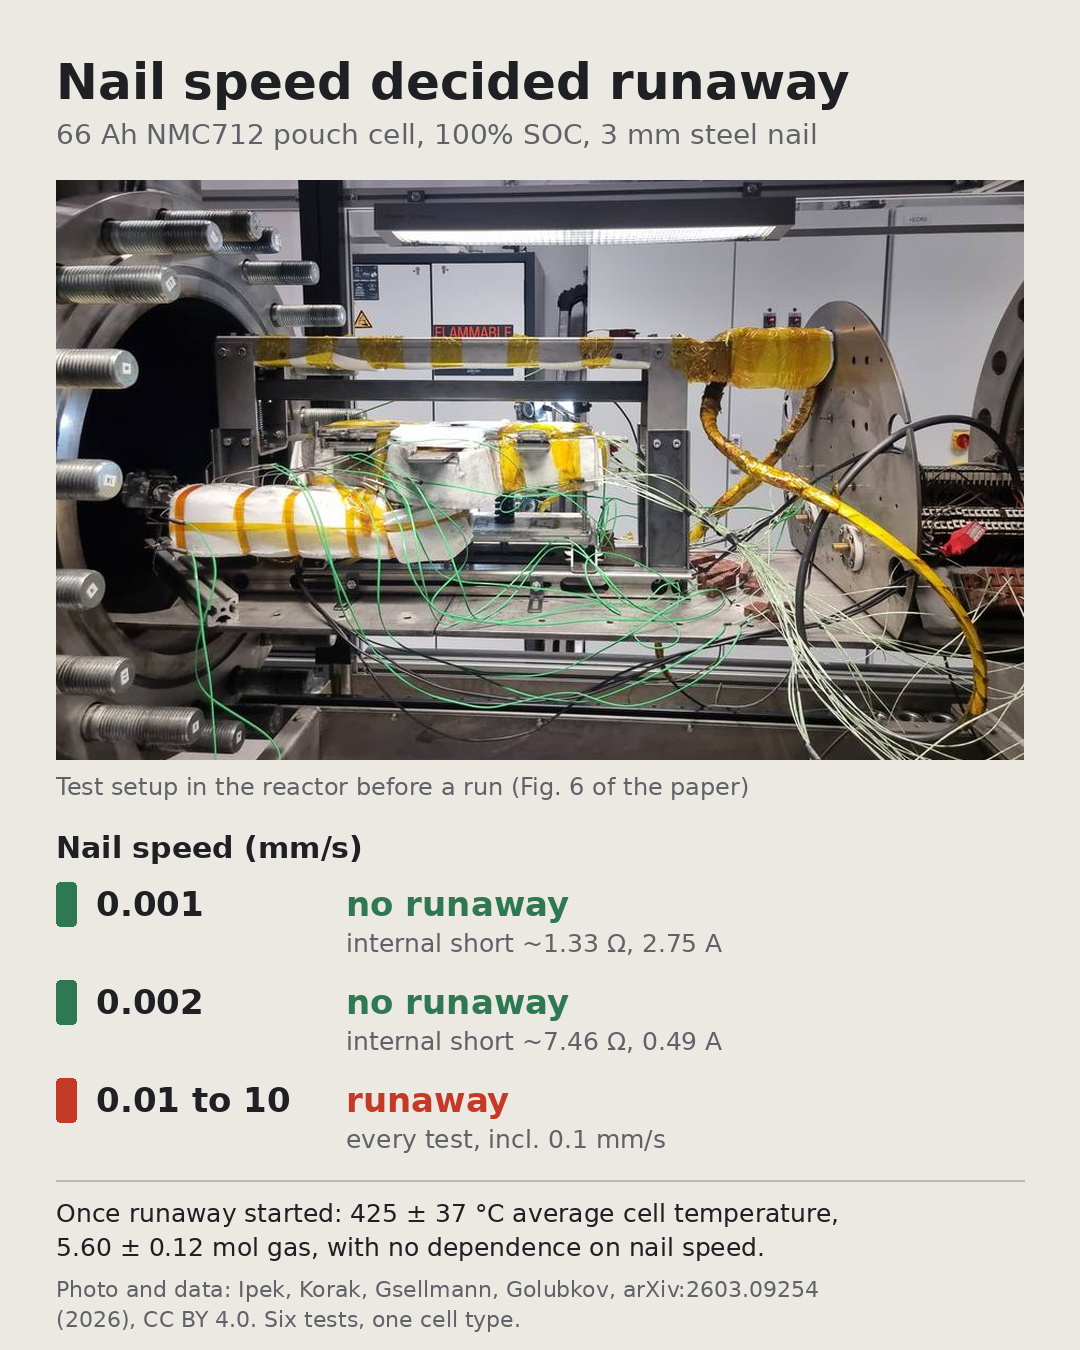 Nail speed decided runaway
66 Ah NMC712 pouch cell, 100% SOC, 3 mm steel nail
FLAMMABLE
Test setup in the reactor before a run (Fig. 6 of the paper)
Nail speed (mm/s)
0.001 no runaway
internal short ~1.33 Ω, 2.75 A
0.002 no runaway
internal short ~7.46 Ω, 0.49 A
0.01 to 10 runaway
every test, incl. 0.1 mm/s
Once runaway started: 425 ± 37 °C average cell temperature,
5.60 ± 0.12 mol gas, with no dependence on nail speed.
Photo and data: Ipek, Korak, Gsellmann, Golubkov, arXiv:2603.09254
(2026), CC BY 4.0. Six tests, one cell type.